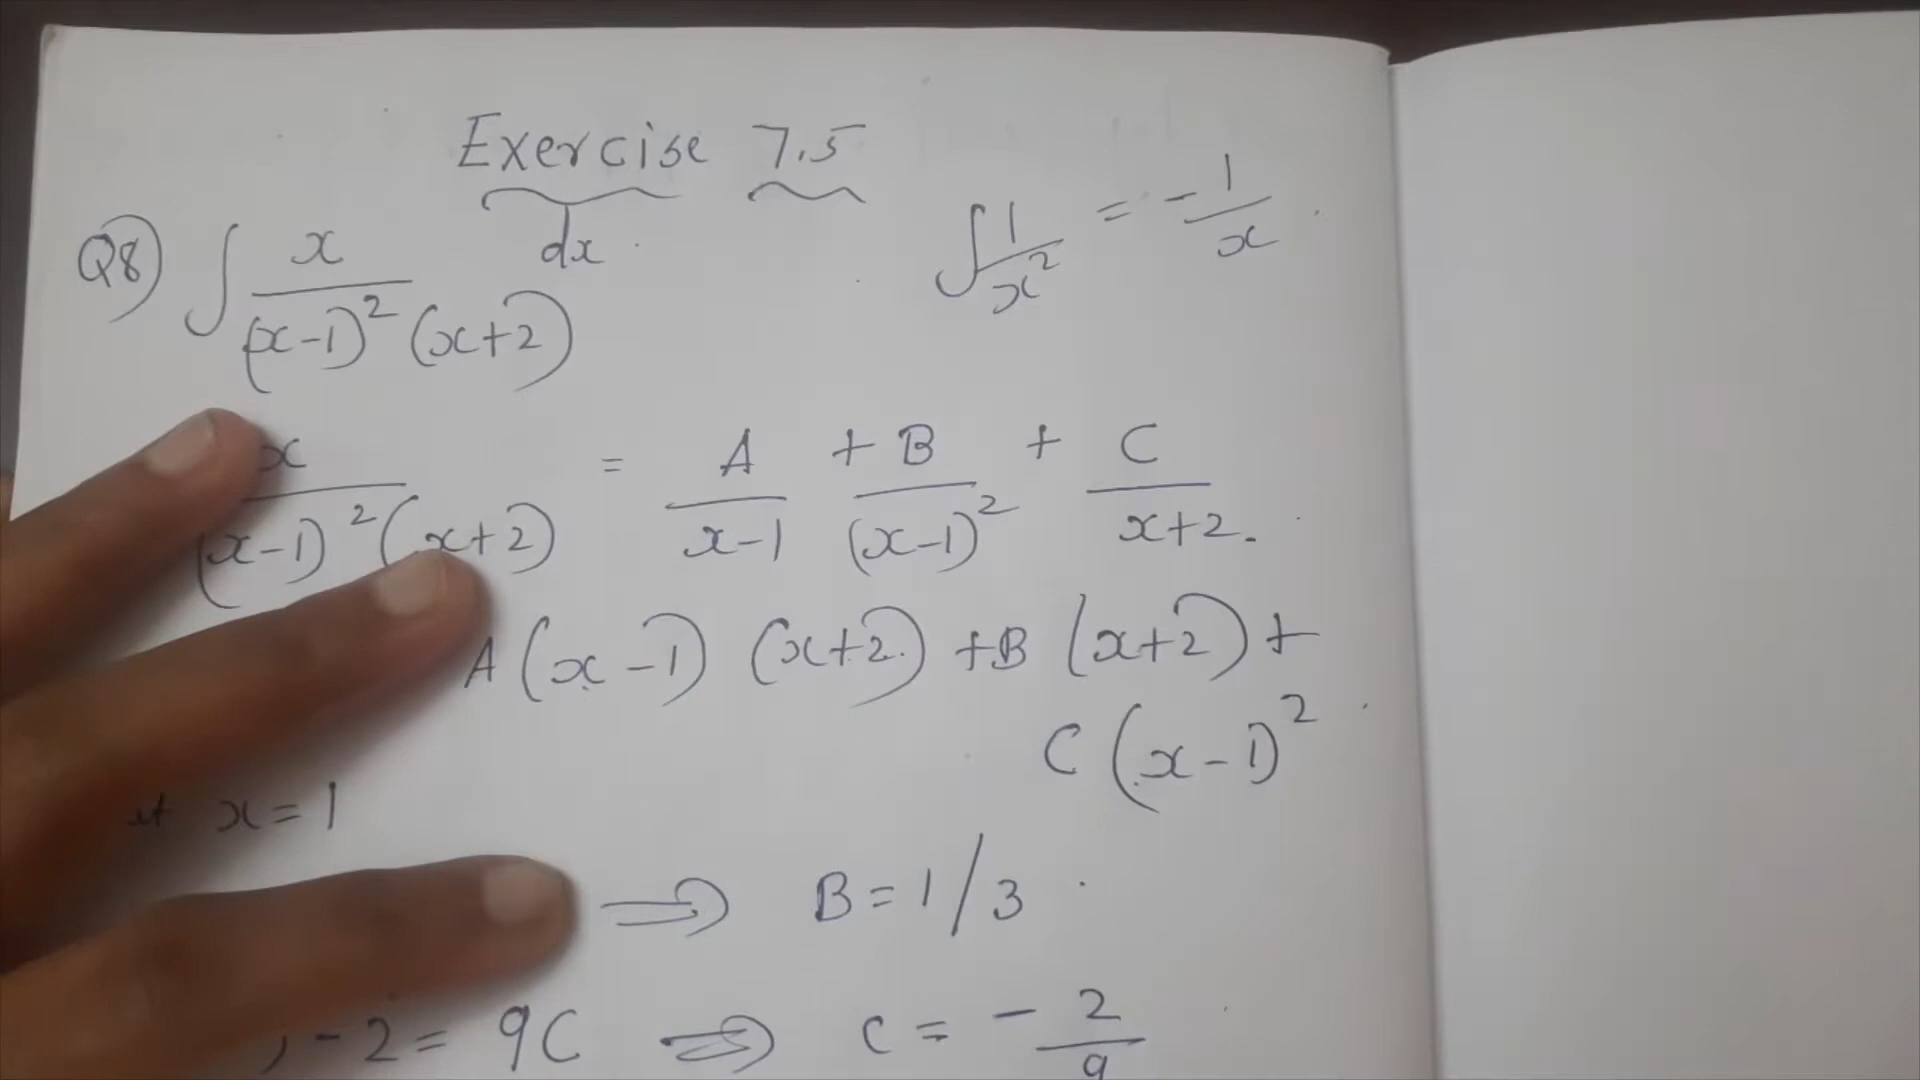 Exercise 7.5
Q8) ∫ x / (x-1)² (x+2) dx
∫ 1/x² = - 1/x
x / (x-1)² (x+2) = A / x-1 + B / (x-1)² + C / x+2
A (x-1) (x+2) + B (x+2) +
C (x-1)²
x = 1
⇒ B = 1/3
, -2 = 9C ⇒ C = - 2/9